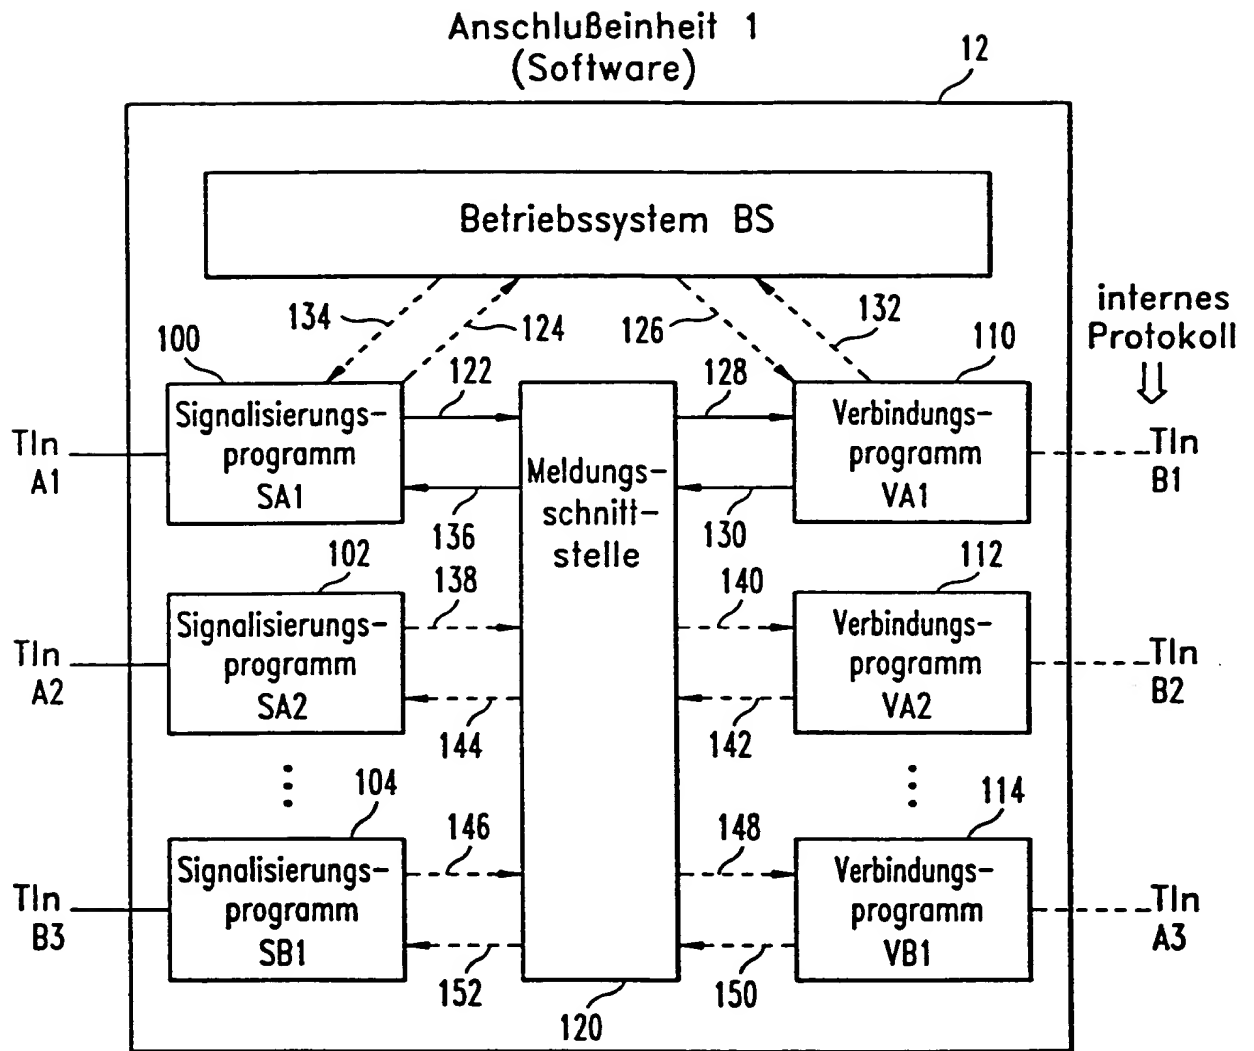 Anschlußeinheit 1
(Software)
12
Betriebssystem BS
134
124
126
132
internes
Protokoll
100
110
122
128
Signalisierungs-
programm
SA1
Verbindungs-
programm
VA1
Tln
A1
Tln
B1
Meldungs-
schnitt-
stelle
136
130
102
138
140
112
Signalisierungs-
programm
SA2
Verbindungs-
programm
VA2
Tln
A2
Tln
B2
144
142
104
146
148
114
Signalisierungs-
programm
SB1
Verbindungs-
programm
VB1
Tln
B3
Tln
A3
152
150
120